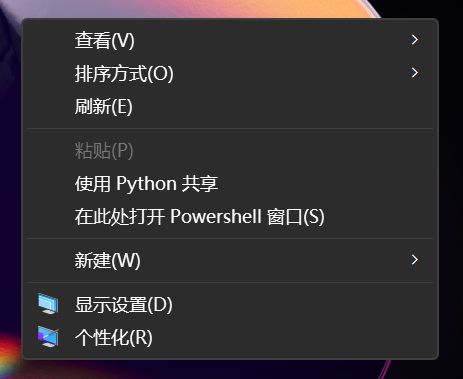 查看(V)
排序方式(O)
刷新(E)
粘贴(P)
使用 Python 共享
在此处打开 Powershell 窗口(S)
新建(W)
显示设置(D)
个性化(R)